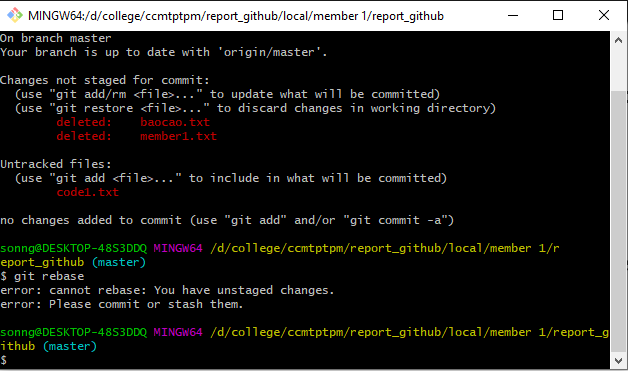 MINGW64:/d/college/ccmtptpm/report_github/local/member 1/report_github
On branch master
Your branch is up to date with 'origin/master'.
Changes not staged for commit:
(use "git add/rm <file>..." to update what will be committed)
(use "git restore <file>..." to discard changes in working directory)
deleted: baocao.txt
deleted: member1.txt
Untracked files:
(use "git add <file>..." to include in what will be committed)
code1.txt
no changes added to commit (use "git add" and/or "git commit -a")
sonng@DESKTOP-48S3DDQ MINGW64 /d/college/ccmtptpm/report_github/local/member 1/r
eport_github (master)
$ git rebase
error: cannot rebase: You have unstaged changes.
error: Please commit or stash them.
sonng@DESKTOP-48S3DDQ MINGW64 /d/college/ccmtptpm/report_github/local/member 1/report_g
ithub (master)
$